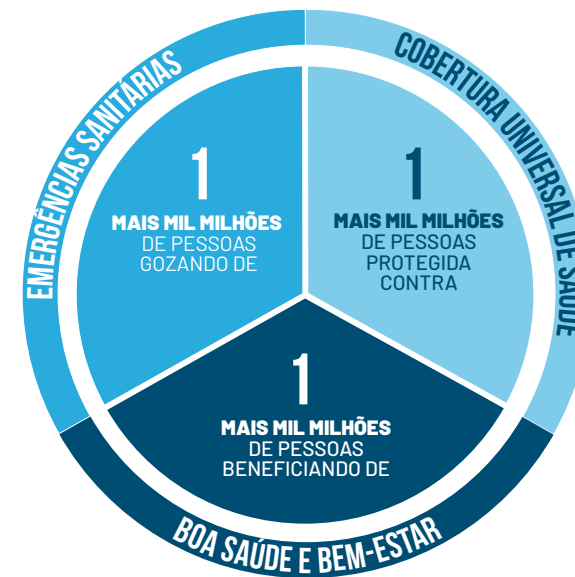 EMERGÊNCIAS SANITÁRIAS
1
MAIS MIL MILHÕES
DE PESSOAS
GOZANDO DE
COBERTURA UNIVERSAL DE SAÚDE
1
MAIS MIL MILHÕES
DE PESSOAS
PROTEGIDA
CONTRA
1
MAIS MIL MILHÕES
DE PESSOAS
BENEFICIANDO DE
BOA SAÚDE E BEM-ESTAR